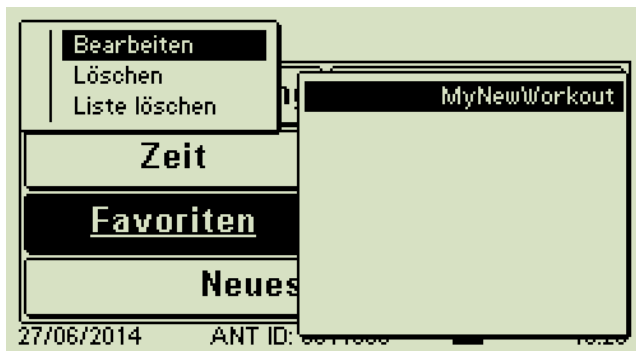 Bearbeiten
Löschen
Liste löschen
MyNewWorkout
Zeit
Favoriten
Neues
27/06/2014 ANT ID: